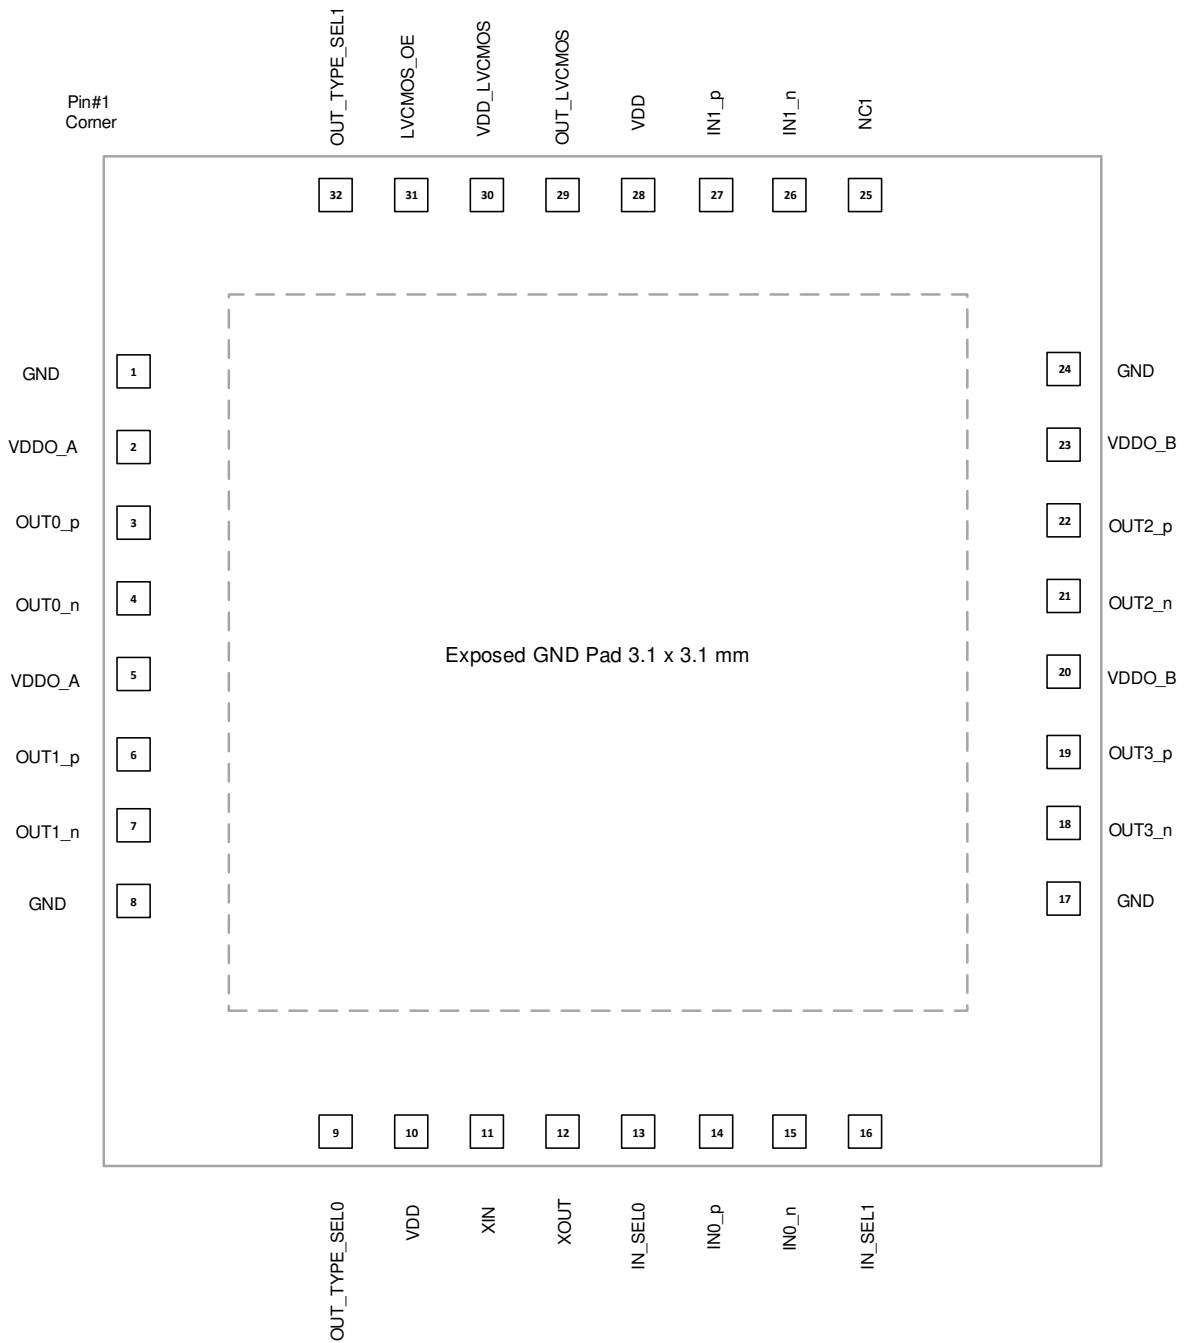 OUT_TYPE_SEL1
LVCMOS_OE
VDD_LVCMOS
OUT_LVCMOS
VDD
IN1_p
IN1_n
NC1
Pin#1
Corner
32
31
30
29
28
27
26
25
GND
1
24
GND
VDDO_A
2
23
VDDO_B
OUT0_p
3
22
OUT2_p
OUT0_n
4
21
OUT2_n
Exposed GND Pad 3.1 x 3.1 mm
VDDO_A
5
20
VDDO_B
OUT1_p
6
19
OUT3_p
OUT1_n
7
18
OUT3_n
GND
8
17
GND
9
10
11
12
13
14
15
16
OUT_TYPE_SEL0
VDD
XIN
XOUT
IN_SEL0
IN0_p
IN0_n
IN_SEL1